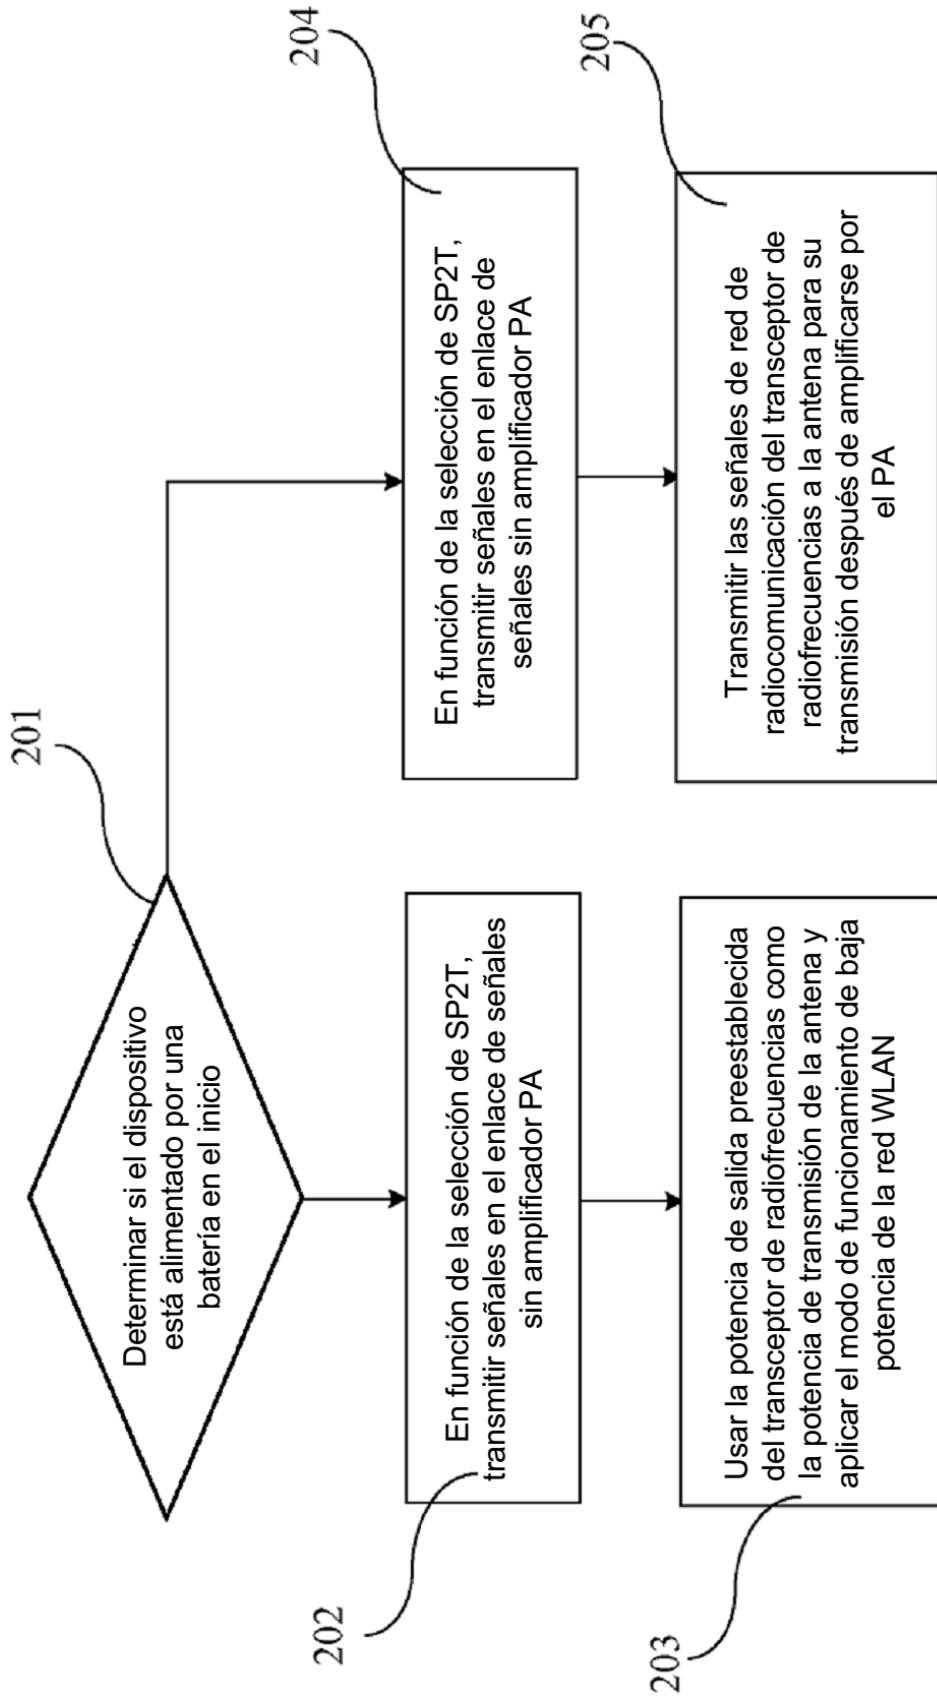 201
Determinar si el dispositivo
está alimentado por una
batería en el inicio
202
En función de la selección de SP2T,
transmitir señales en el enlace de señales
sin amplificador PA
204
En función de la selección de SP2T,
transmitir señales en el enlace de
señales sin amplificador PA
203
Usar la potencia de salida preestablecida
del transceptor de radiofrecuencias como
la potencia de transmisión de la antena y
aplicar el modo de funcionamiento de baja
potencia de la red WLAN
205
Transmitir las señales de red de
radiocomunicación del transceptor de
radiofrecuencias a la antena para su
transmisión después de amplificarse por
el PA